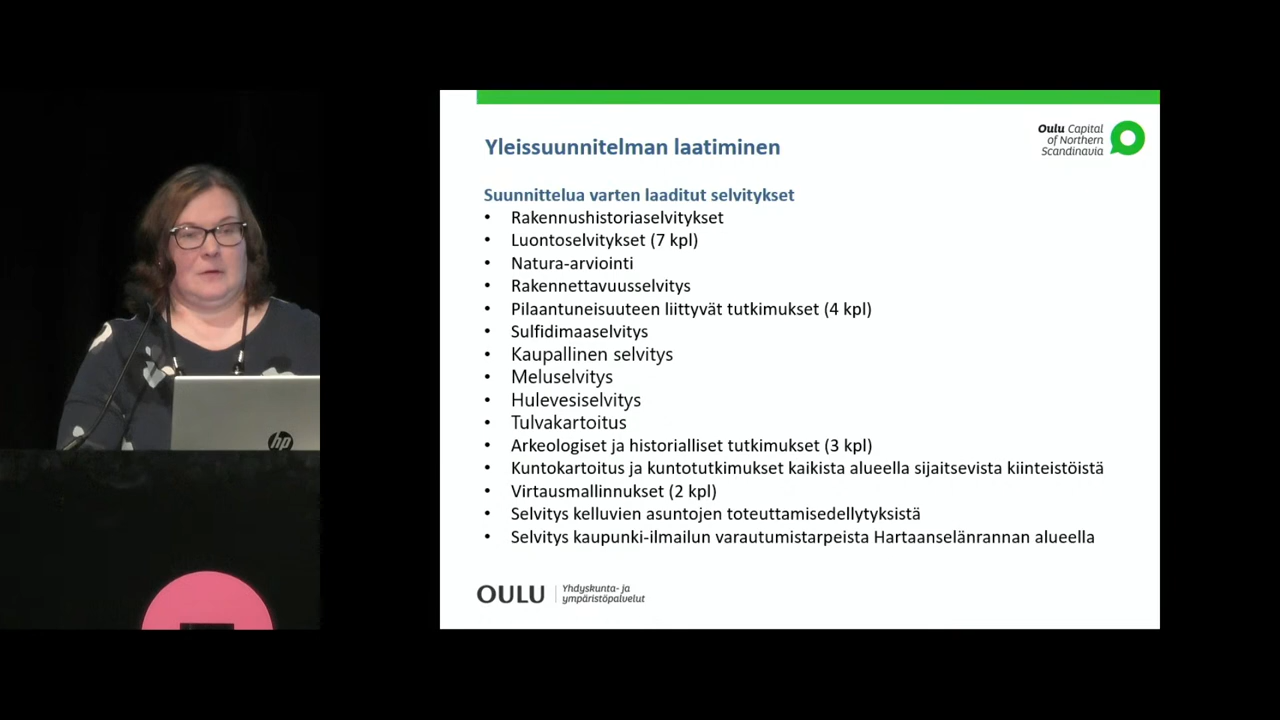 Oulu Capital
of Northern
Scandinavia
Yleissuunnitelman laatiminen
Suunnittelua varten laaditut selvitykset
• Rakennushistoriaselvitykset
• Luontoselvitykset (7 kpl)
• Natura-arviointi
• Rakennettavuusselvitys
• Pilaantuneisuuteen liittyvät tutkimukset (4 kpl)
• Sulfidimaaselvitys
• Kaupallinen selvitys
• Meluselvitys
• Hulevesiselvitys
• Tulvakartoitus
• Arkeologiset ja historialliset tutkimukset (3 kpl)
• Kuntokartoitus ja kuntotutkimukset kaikista alueella sijaitsevista kiinteistöistä
• Virtausmallinnukset (2 kpl)
• Selvitys kelluvien asuntojen toteuttamisedellytyksistä
• Selvitys kaupunki-ilmailun varautumistarpeista Hartaanselänrannan alueella
OULU
Yhdyskunta- ja
ympäristöpalvelut
hp